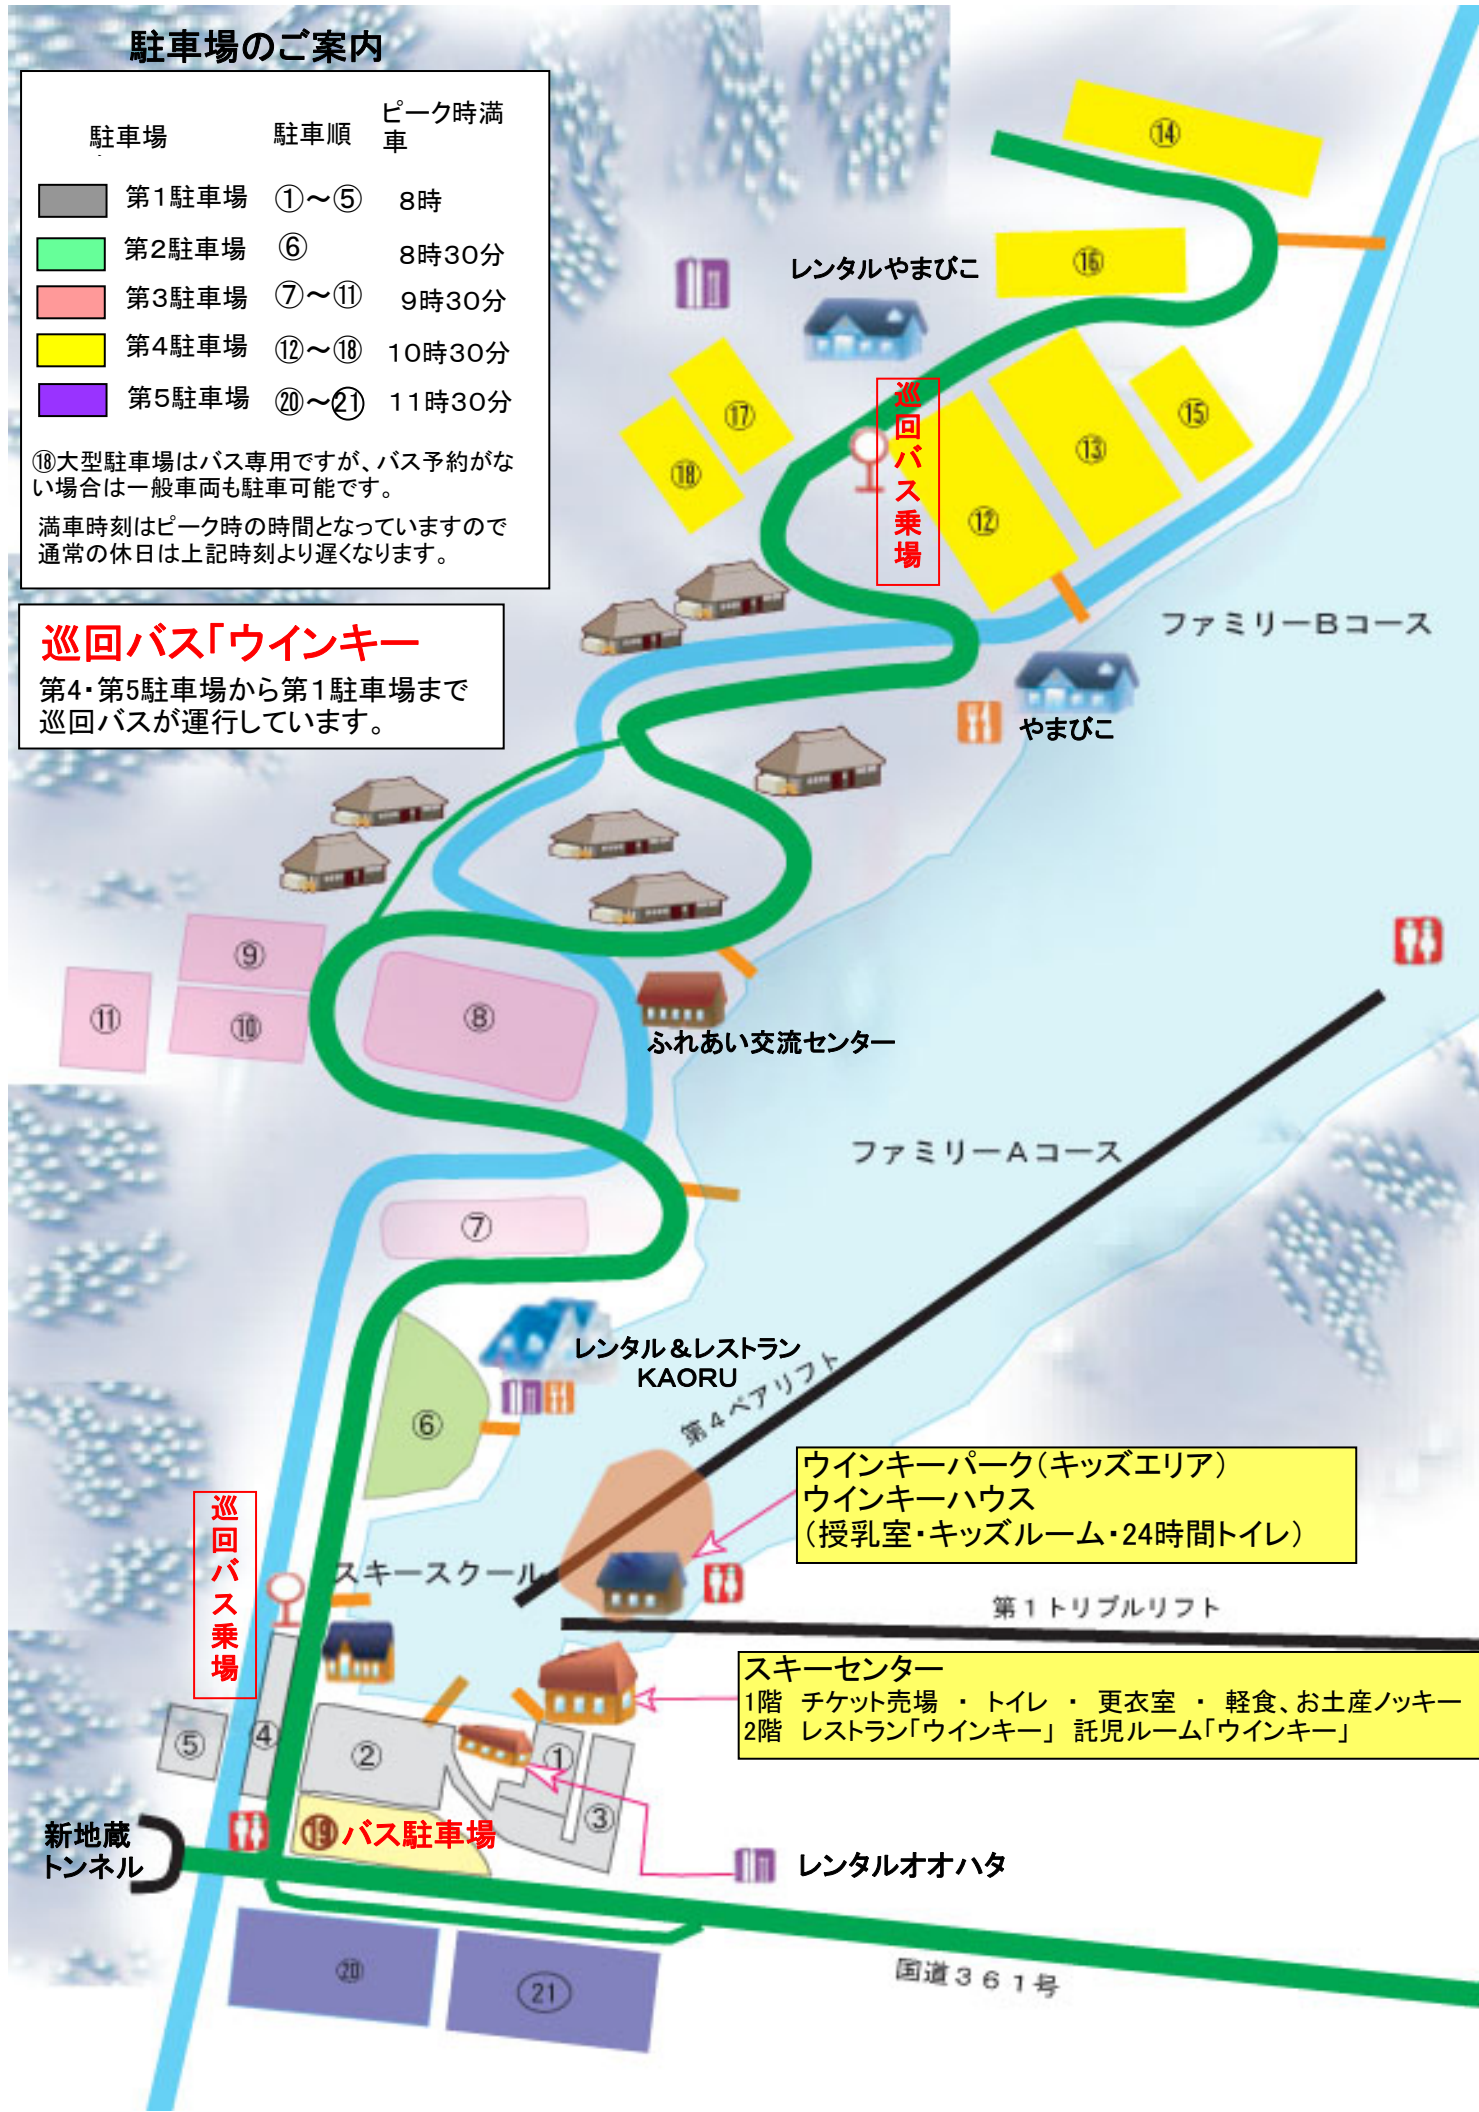 駐車場のご案内
駐車場 駐車順 ピーク時満
車
第1駐車場 ①～⑤ 8時
第2駐車場 ⑥ 8時30分
第3駐車場 ⑦～⑪ 9時30分
第4駐車場 ⑫～⑱ 10時30分
第5駐車場 ⑳～㉑ 11時30分
⑱大型駐車場はバス専用ですが、バス予約がな
い場合は一般車両も駐車可能です。
満車時刻はピーク時の時間となっていますので
通常の休日は上記時刻より遅くなります。
巡回バス「ウインキー
第4・第5駐車場から第1駐車場まで
巡回バスが運行しています。
⑭
⑯
レンタルやまびこ
⑰
⑱
巡回バス乗場
⑬
⑮
⑫
ファミリーBコース
やまびこ
⑨
⑪
⑩
⑧
ふれあい交流センター
ファミリーAコース
⑦
レンタル＆レストラン
KAORU
第4ペアリフト
⑥
ウインキーパーク（キッズエリア）
ウインキーハウス
（授乳室・キッズルーム・24時間トイレ）
巡回バス乗場
スキースクール
第1トリプルリフト
スキーセンター
1階 チケット売場 ・ トイレ ・ 更衣室 ・ 軽食、お土産ノッキー
2階 レストラン「ウインキー」 託児ルーム「ウインキー」
⑤
④
②
①
③
⑲バス駐車場
新地蔵
トンネル
レンタルオオハタ
⑳
㉑
国道361号